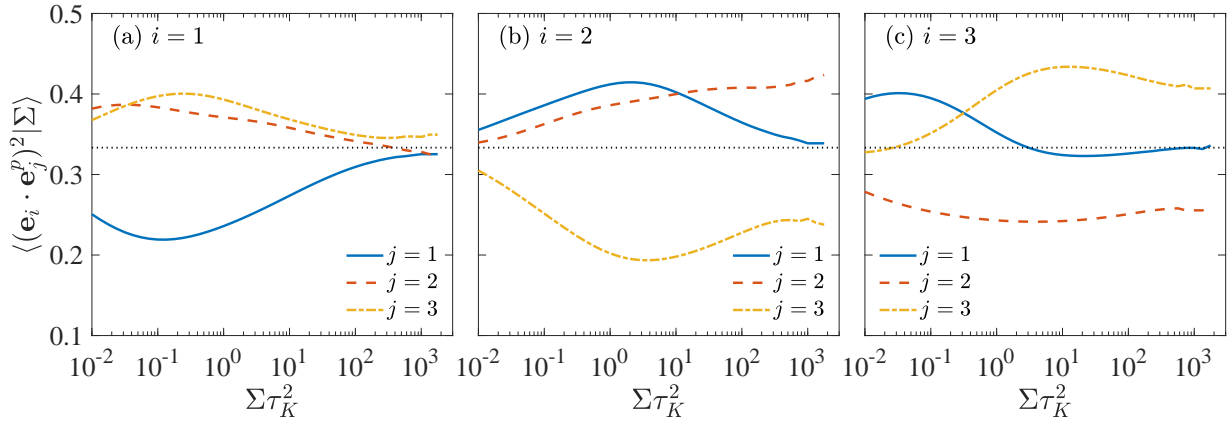 ⟨(e_i · e_j^p)^2|Σ⟩
0.5
0.4
0.3
0.2
0.1
(a) i = 1
j = 1
j = 2
j = 3
10^-2 10^-1 10^0 10^1 10^2 10^3
Στ_K^2
(b) i = 2
j = 1
j = 2
j = 3
10^-2 10^-1 10^0 10^1 10^2 10^3
Στ_K^2
(c) i = 3
j = 1
j = 2
j = 3
10^-2 10^-1 10^0 10^1 10^2 10^3
Στ_K^2